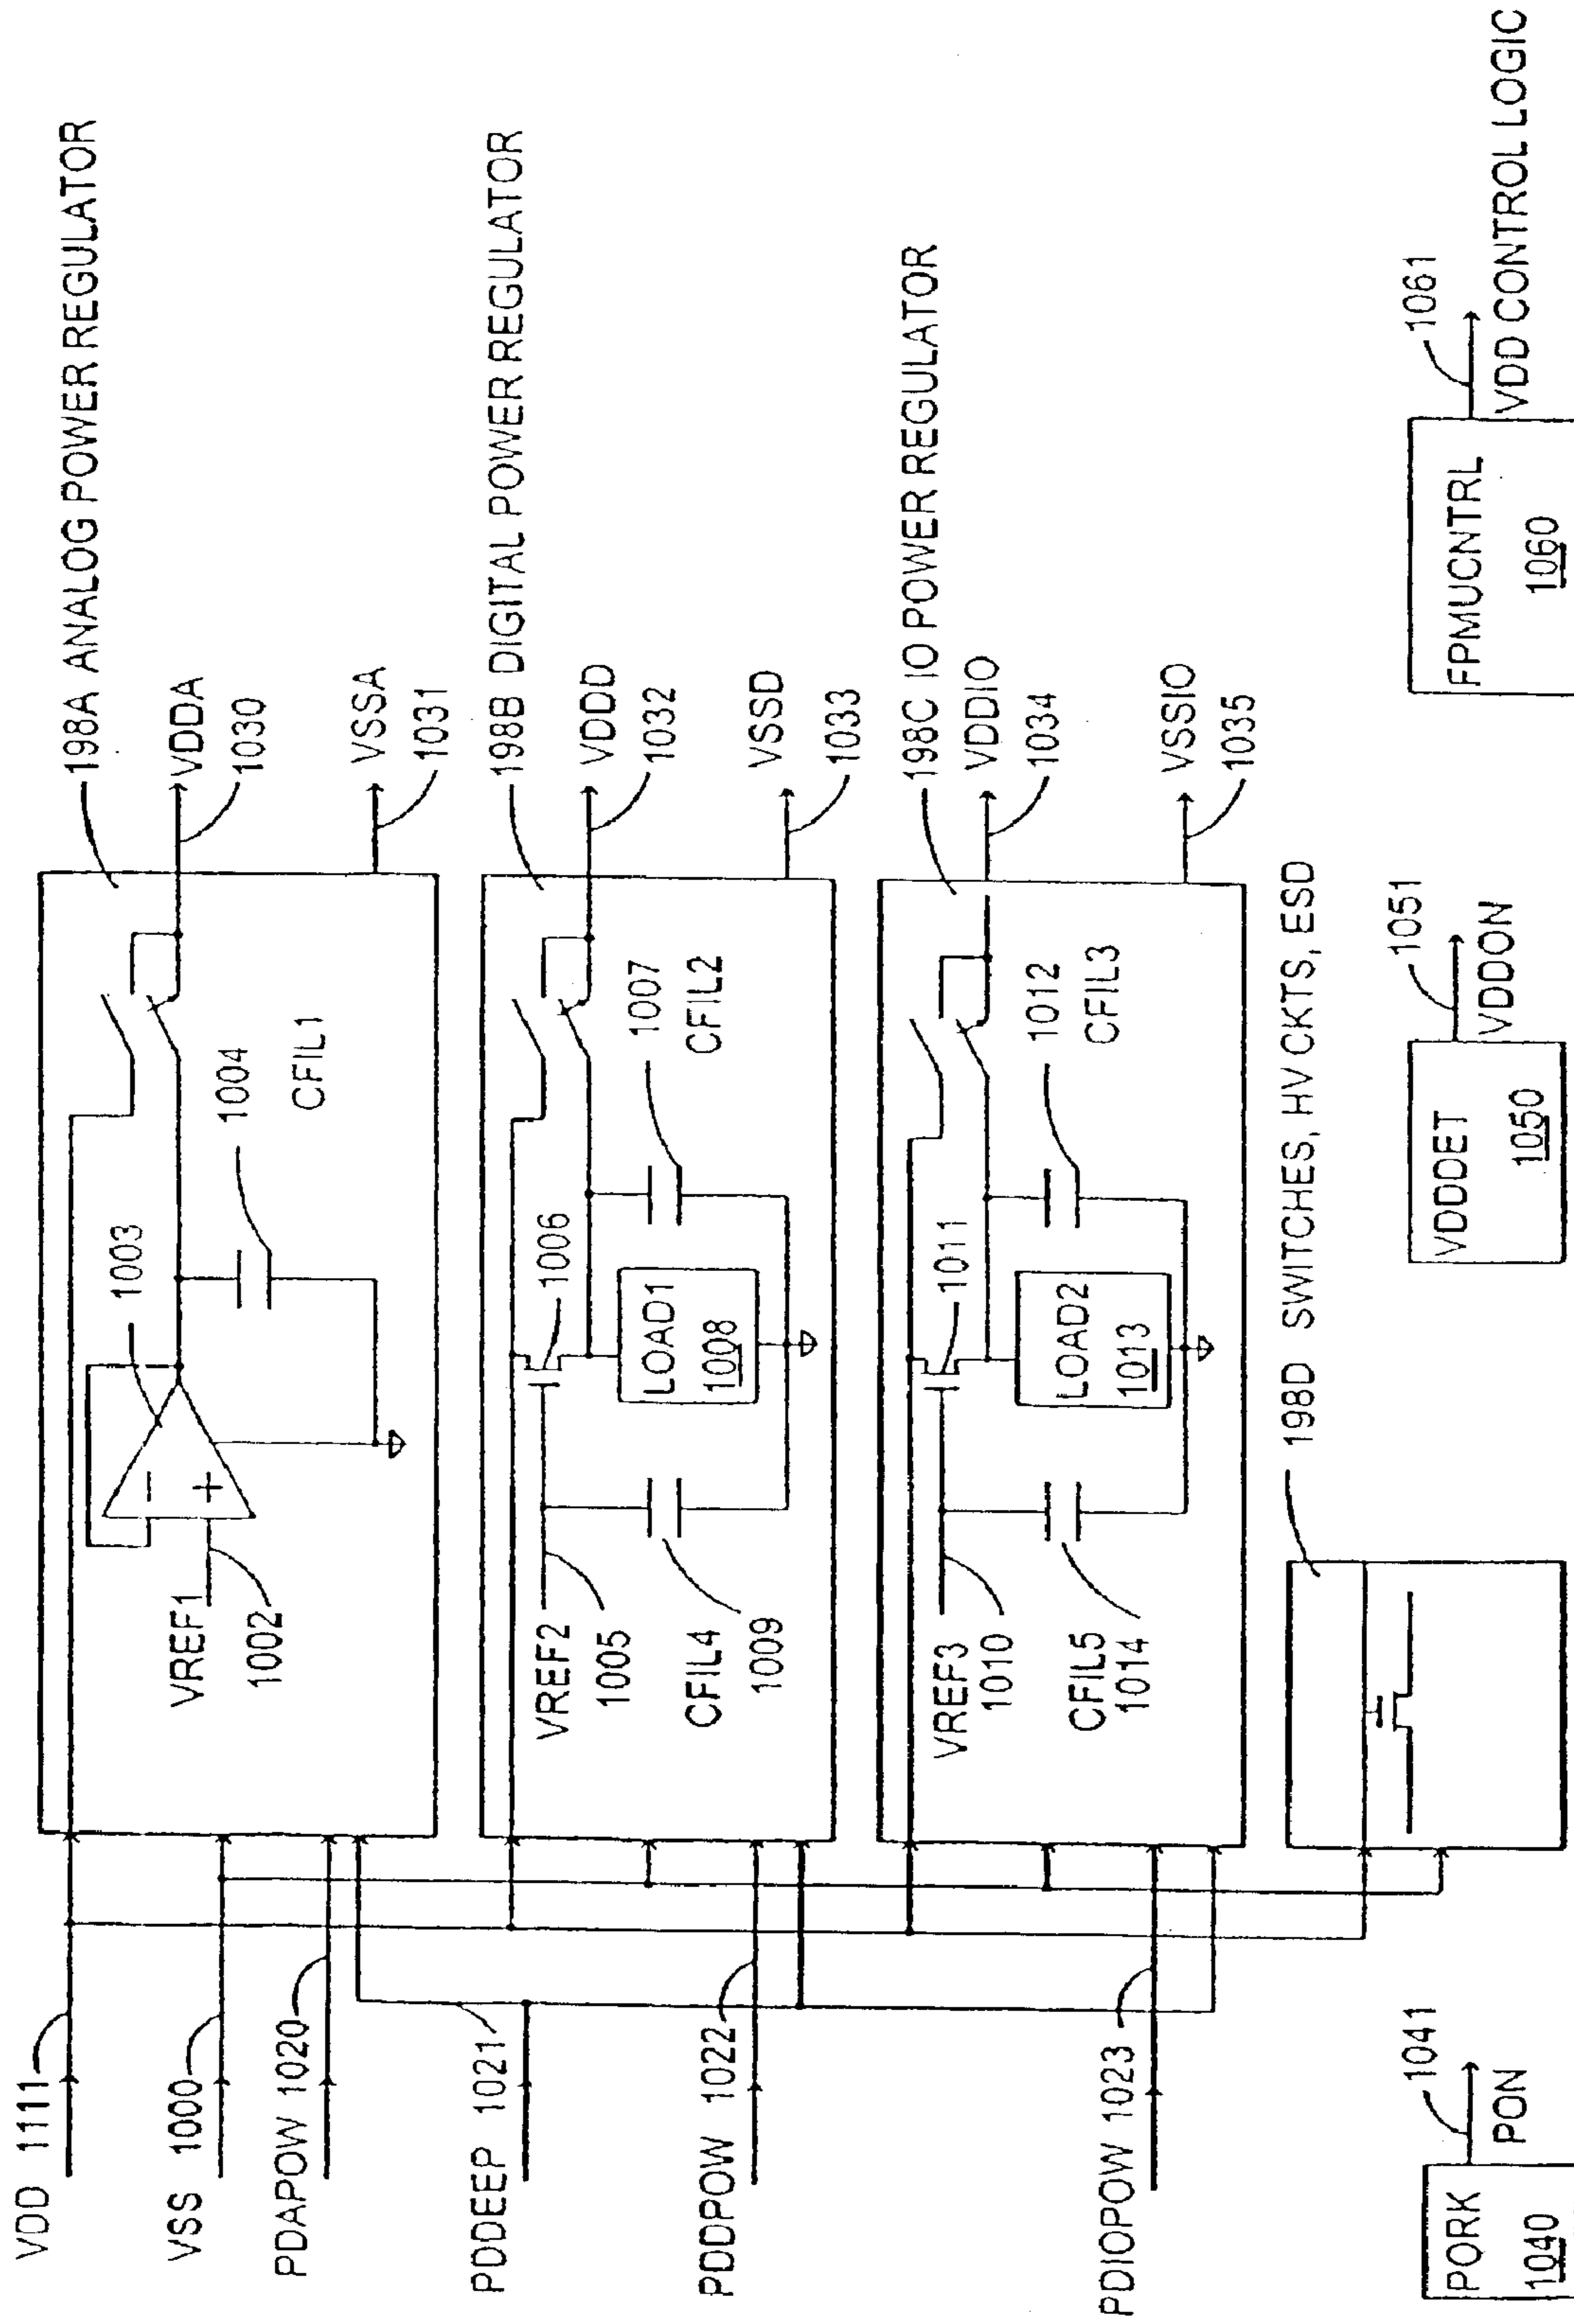 VDD 1111
VSS 1000
PDAPOW 1020
PDDEEP 1021
PDDPOW 1022
PDIOPOW 1023
198A ANALOG POWER REGULATOR
VREF1
1002
1003
-
+
1004
CFIL1
VDDA
1030
VSSA
1031
198B DIGITAL POWER REGULATOR
VREF2
1005
CFIL4
1009
1006
LOAD1
1008
1007
CFIL2
VDDD
1032
VSSD
1033
198C IO POWER REGULATOR
VREF3
1010
CFIL5
1014
1011
LOAD2
1013
1012
CFIL3
VDDIO
1034
VSSIO
1035
198D SWITCHES, HV CKTS, ESD
PORK
1040
1041
PON
VDDDET
1050
1051
VDDON
FPMUCNTRL
1060
1061
VDD CONTROL LOGIC